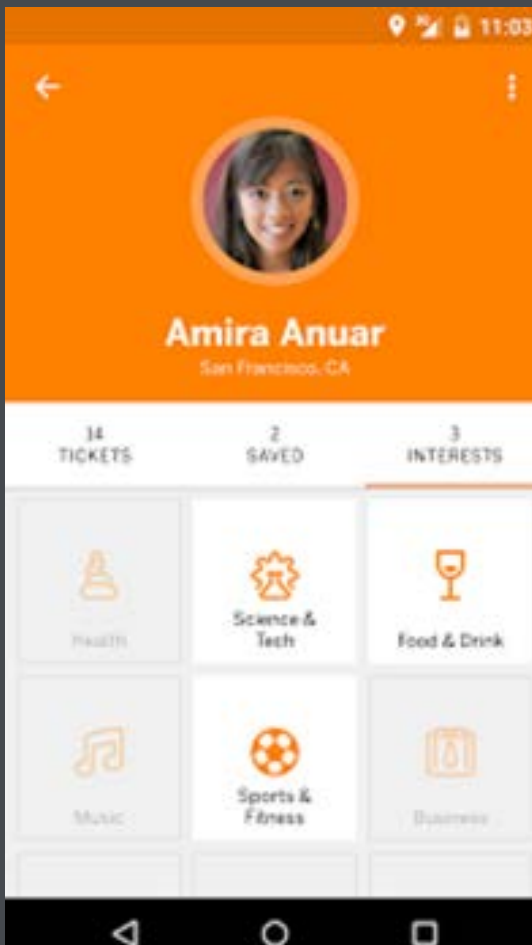 11:03
Amira Anuar
San Francisco, CA
14
TICKETS
2
SAVED
3
INTERESTS
Health
Science &
Tech
Food & Drink
Music
Sports &
Fitness
Business